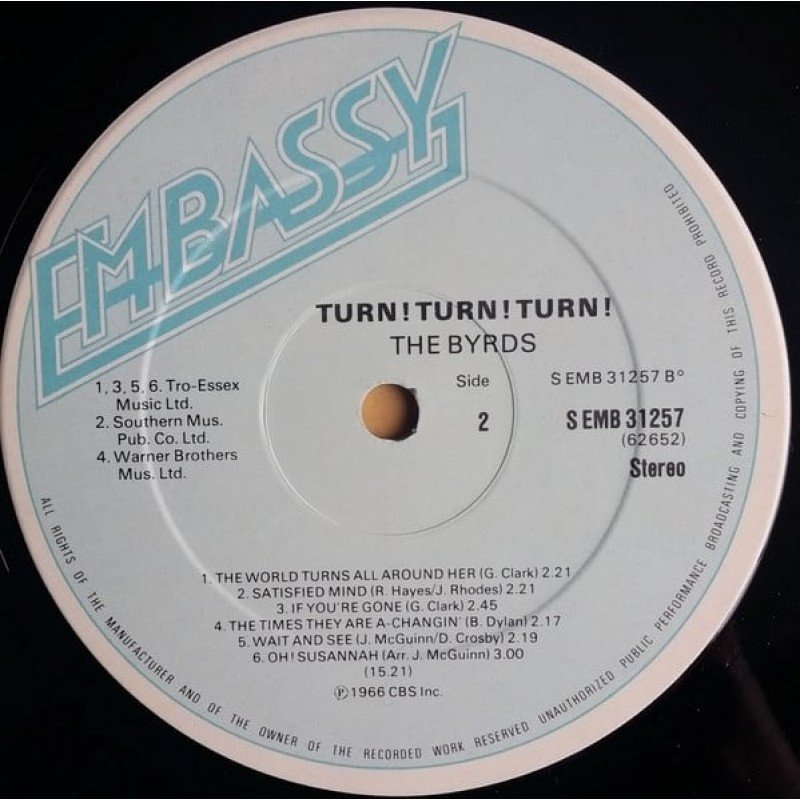 EMBASSY
TURN! TURN! TURN!
THE BYRDS
1, 3, 5, 6. Tro-Essex
Music Ltd.
2. Southern Mus.
Pub. Co. Ltd.
4. Warner Brothers
Mus. Ltd.
Side
2
S EMB 31257 B°
S EMB 31257
(62652)
Stereo
1. THE WORLD TURNS ALL AROUND HER (G. Clark) 2.21
2. SATISFIED MIND (R. Hayes/J. Rhodes) 2.21
3. IF YOU'RE GONE (G. Clark) 2.45
4. THE TIMES THEY ARE A-CHANGIN' (B. Dylan) 2.17
5. WAIT AND SEE (J. McGuinn/D. Crosby) 2.19
6. OH! SUSANNAH (Arr. J. McGuinn) 3.00
(15.21)
Ⓟ 1966 CBS Inc.
ALL RIGHTS OF THE MANUFACTURER AND OF THE OWNER OF THE RECORDED WORK RESERVED UNAUTHORIZED PUBLIC PERFORMANCE BROADCASTING AND COPYING OF THIS RECORD PROHIBITED